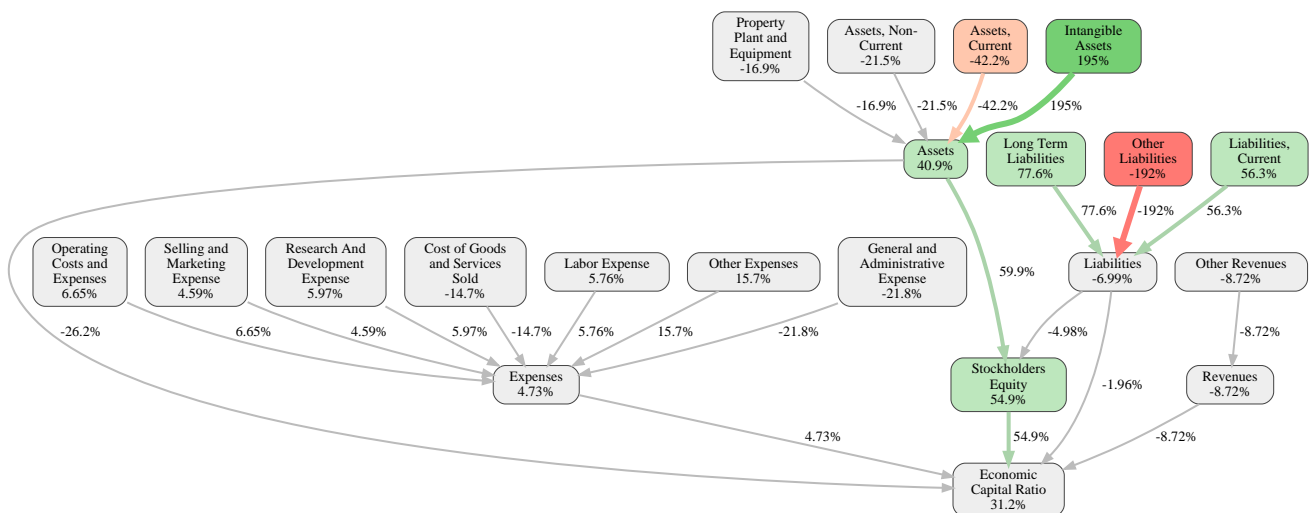 Property
Plant and
Equipment
-16.9%
Assets, Non-
Current
-21.5%
Assets,
Current
-42.2%
Intangible
Assets
195%
-16.9%
-21.5%
-42.2%
195%
Assets
40.9%
Long Term
Liabilities
77.6%
Other
Liabilities
-192%
Liabilities,
Current
56.3%
77.6%
-192%
56.3%
Operating
Costs and
Expenses
6.65%
Selling and
Marketing
Expense
4.59%
Research And
Development
Expense
5.97%
Cost of Goods
and Services
Sold
-14.7%
Labor Expense
5.76%
Other Expenses
15.7%
General and
Administrative
Expense
-21.8%
59.9%
Liabilities
-6.99%
Other Revenues
-8.72%
-26.2%
6.65%
4.59%
5.97%
-14.7%
5.76%
15.7%
-21.8%
-4.98%
-8.72%
Expenses
4.73%
Stockholders
Equity
54.9%
-1.96%
Revenues
-8.72%
4.73%
54.9%
-8.72%
Economic
Capital Ratio
31.2%